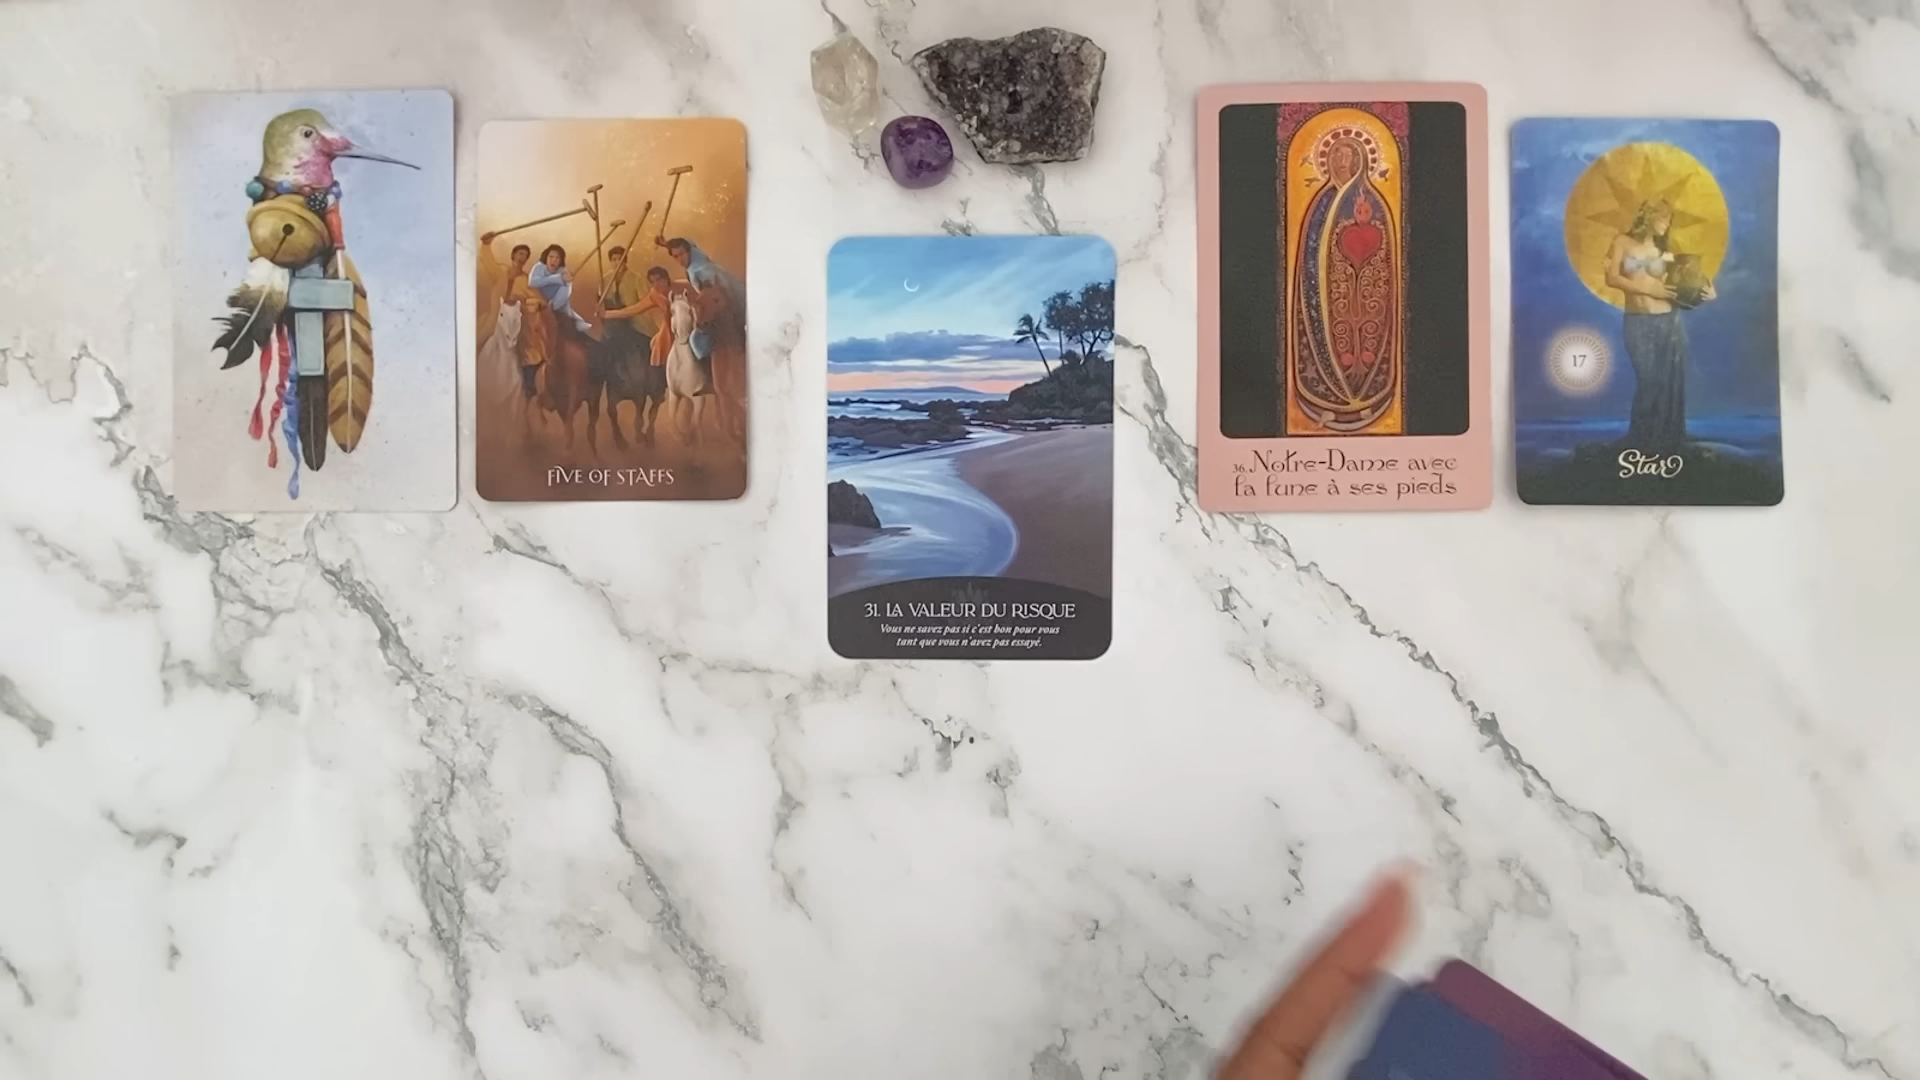 FIVE OF STAFFS
31. LA VALEUR DU RISQUE
Vous ne savez pas si c'est bon pour vous
tant que vous n'avez pas essayé.
36. Notre-Dame avec
la lune à ses pieds
17
Star